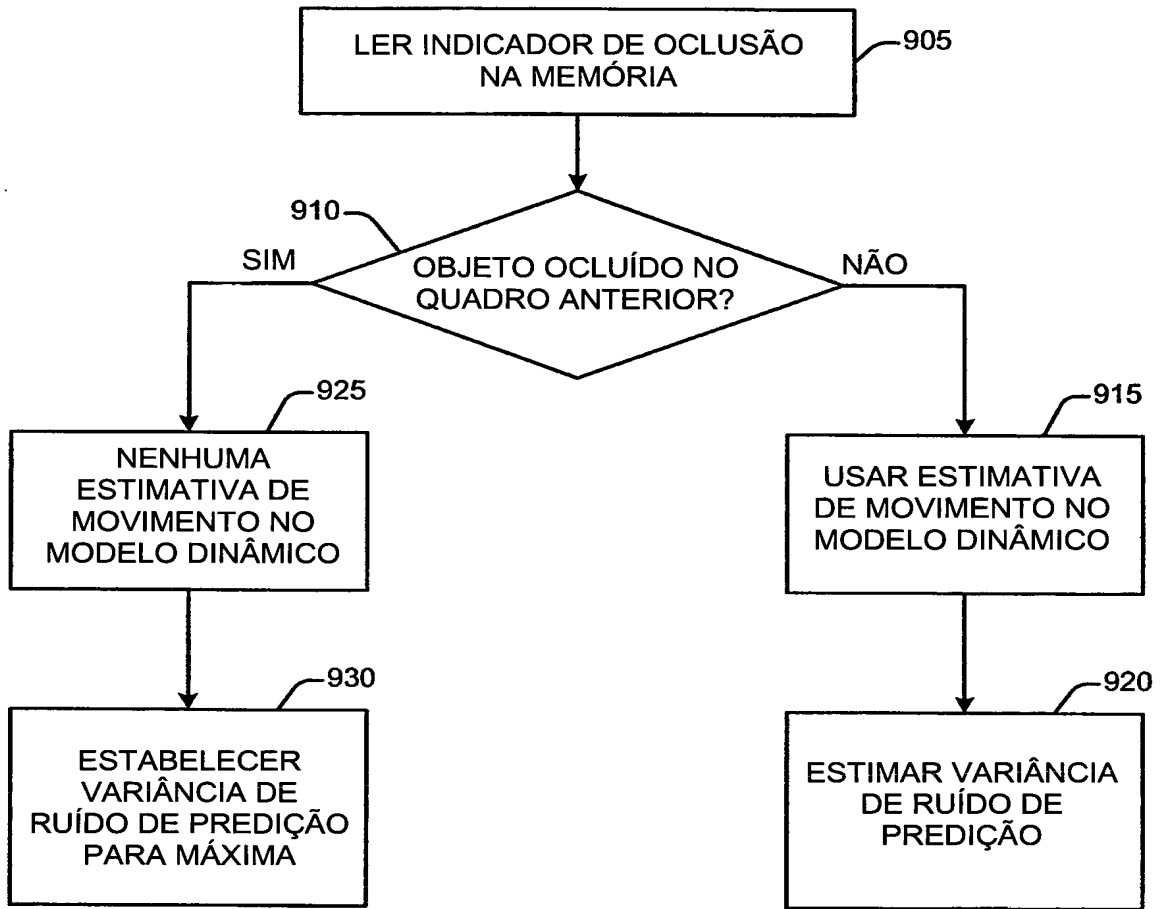 LER INDICADOR DE OCLUSÃO
NA MEMÓRIA
905
910
SIM
OBJETO OCLUÍDO NO
QUADRO ANTERIOR?
NÃO
925
NENHUMA
ESTIMATIVA DE
MOVIMENTO NO
MODELO DINÂMICO
915
USAR ESTIMATIVA
DE MOVIMENTO NO
MODELO DINÂMICO
930
ESTABELECER
VARIÂNCIA DE
RUÍDO DE PREDIÇÃO
PARA MÁXIMA
920
ESTIMAR VARIÂNCIA
DE RUÍDO DE
PREDIÇÃO